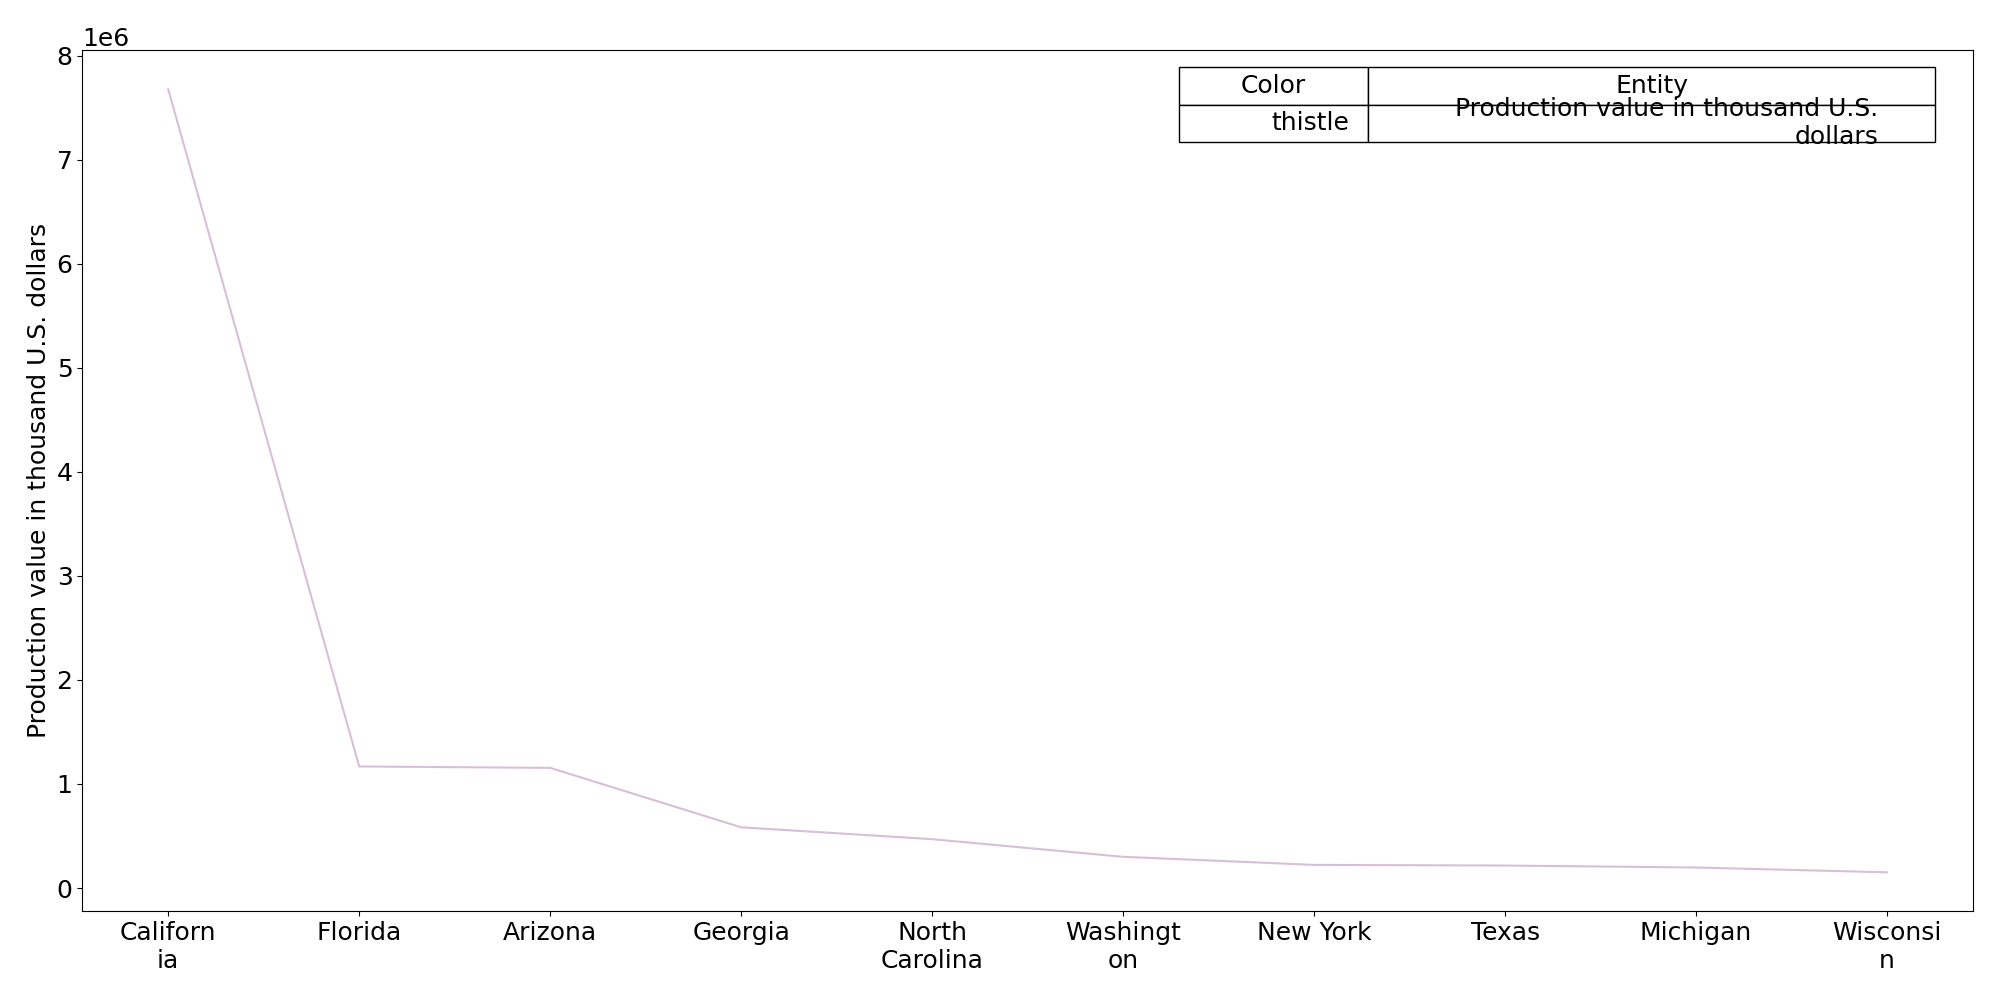 1e6
8
7
6
5
4
3
2
1
0
Production value in thousand U.S. dollars
Color Entity
thistle Production value in thousand U.S.
dollars
Californ Florida Arizona Georgia North Washingt New York Texas Michigan Wisconsi
ia Carolina on n